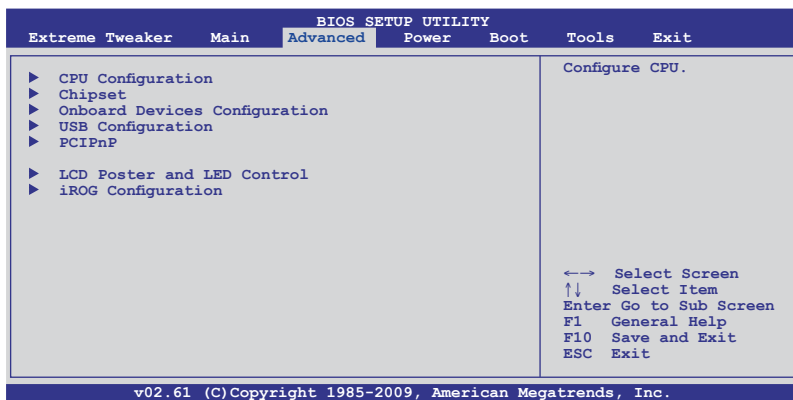 BIOS SETUP UTILITY
Extreme Tweaker Main Advanced Power Boot Tools Exit
CPU Configuration
Chipset
Onboard Devices Configuration
USB Configuration
PCIPnP
LCD Poster and LED Control
iROG Configuration
Configure CPU.
←→ Select Screen
↑↓ Select Item
Enter Go to Sub Screen
F1 General Help
F10 Save and Exit
ESC Exit
v02.61 (C)Copyright 1985-2009, American Megatrends, Inc.